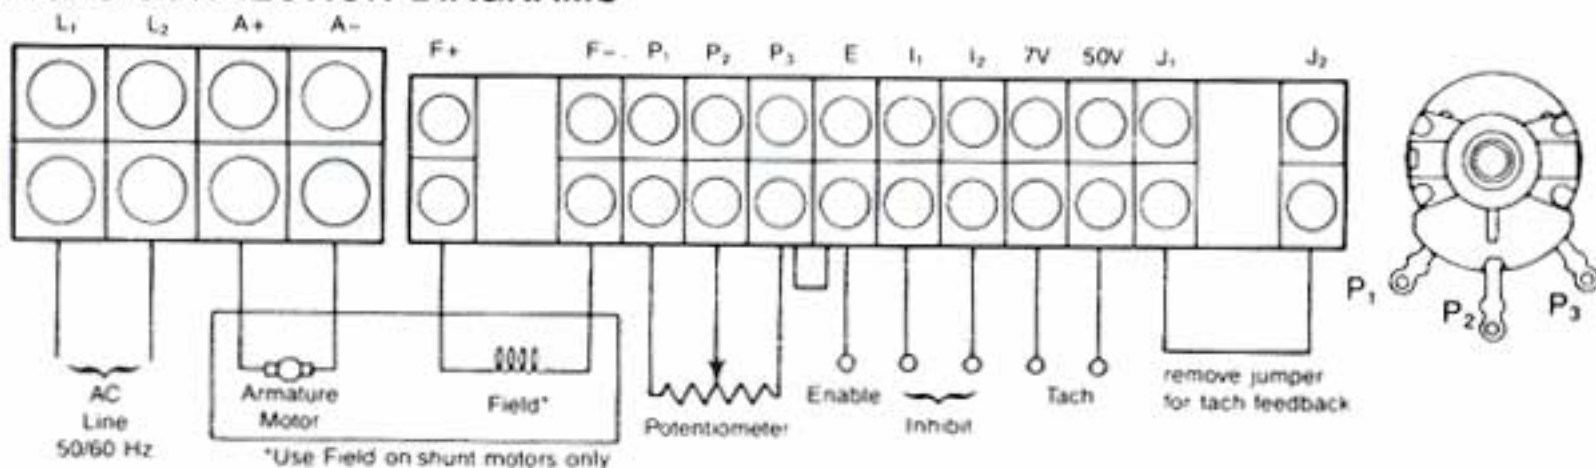 L₁ L₂ A+ A-
F+ F- P₁ P₂ P₃ E I₁ I₂ 7V 50V J₁ J₂
P₁ P₂ P₃
AC
Line
50/60 Hz
Armature
Motor
Field*
*Use Field on shunt motors only
Potentiometer
Enable
Inhibit
Tach
remove jumper
for tach feedback